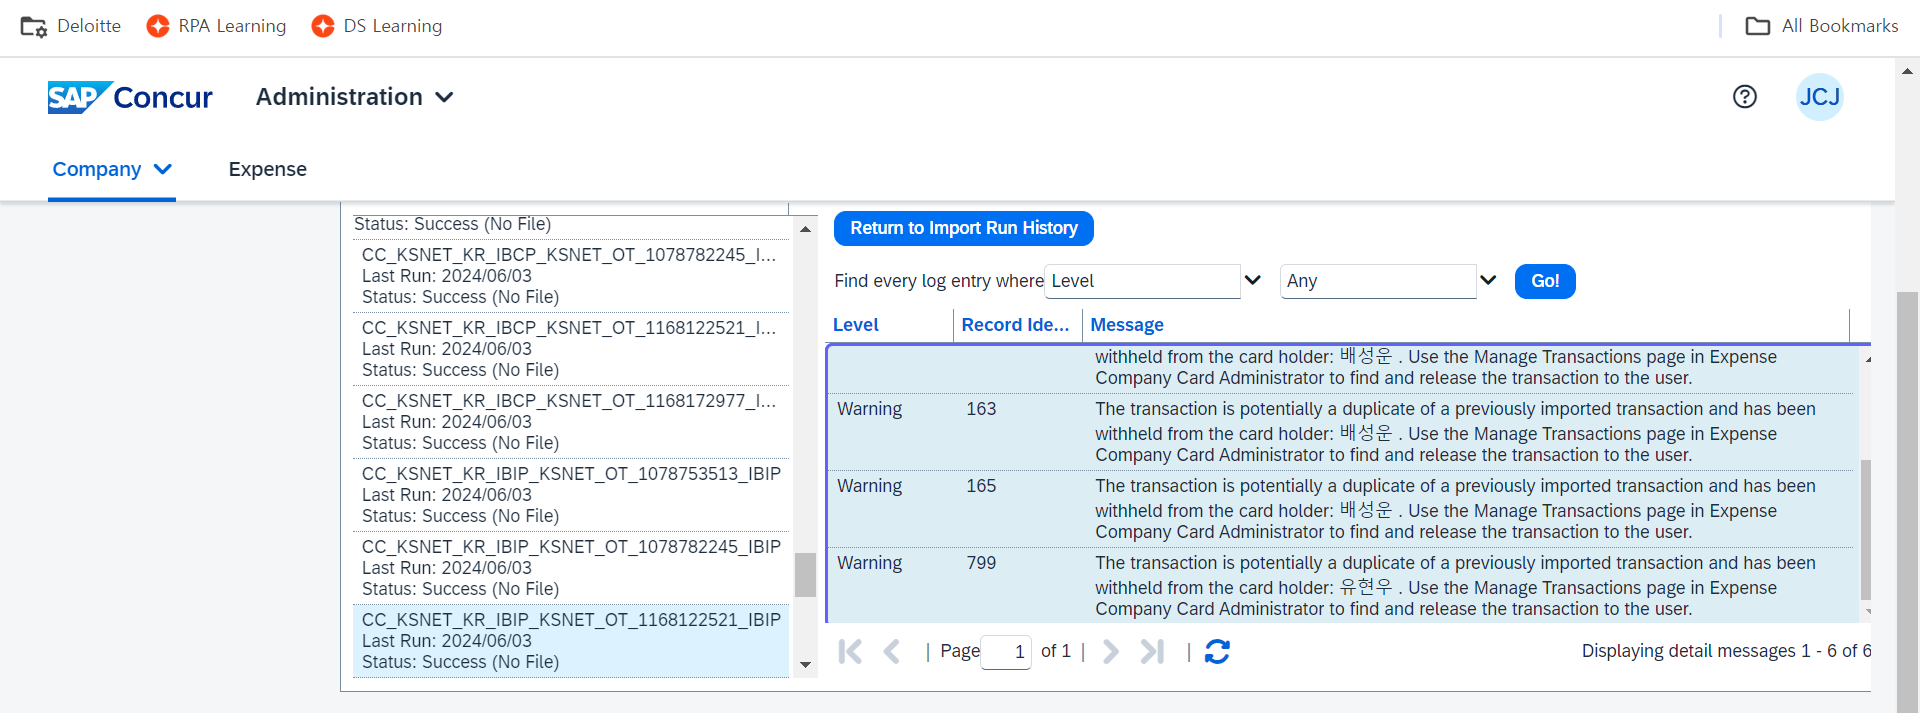 Deloitte RPA Learning DS Learning All Bookmarks
SAP Concur Administration JCJ
Company Expense
Status: Success (No File)
CC_KSNET_KR_IBCP_KSNET_OT_1078782245_I...
Last Run: 2024/06/03
Status: Success (No File)
CC_KSNET_KR_IBCP_KSNET_OT_1168122521_I...
Last Run: 2024/06/03
Status: Success (No File)
CC_KSNET_KR_IBCP_KSNET_OT_1168172977_I...
Last Run: 2024/06/03
Status: Success (No File)
CC_KSNET_KR_IBIP_KSNET_OT_1078753513_IBIP
Last Run: 2024/06/03
Status: Success (No File)
CC_KSNET_KR_IBIP_KSNET_OT_1078782245_IBIP
Last Run: 2024/06/03
Status: Success (No File)
CC_KSNET_KR_IBIP_KSNET_OT_1168122521_IBIP
Last Run: 2024/06/03
Status: Success (No File)
Return to Import Run History
Find every log entry where Level Any Go!
Level Record Ide... Message
withheld from the card holder: 배성운 . Use the Manage Transactions page in Expense
Company Card Administrator to find and release the transaction to the user.
Warning 163 The transaction is potentially a duplicate of a previously imported transaction and has been
withheld from the card holder: 배성운 . Use the Manage Transactions page in Expense
Company Card Administrator to find and release the transaction to the user.
Warning 165 The transaction is potentially a duplicate of a previously imported transaction and has been
withheld from the card holder: 배성운 . Use the Manage Transactions page in Expense
Company Card Administrator to find and release the transaction to the user.
Warning 799 The transaction is potentially a duplicate of a previously imported transaction and has been
withheld from the card holder: 유현우 . Use the Manage Transactions page in Expense
Company Card Administrator to find and release the transaction to the user.
| Page 1 of 1 | | Displaying detail messages 1 - 6 of 6